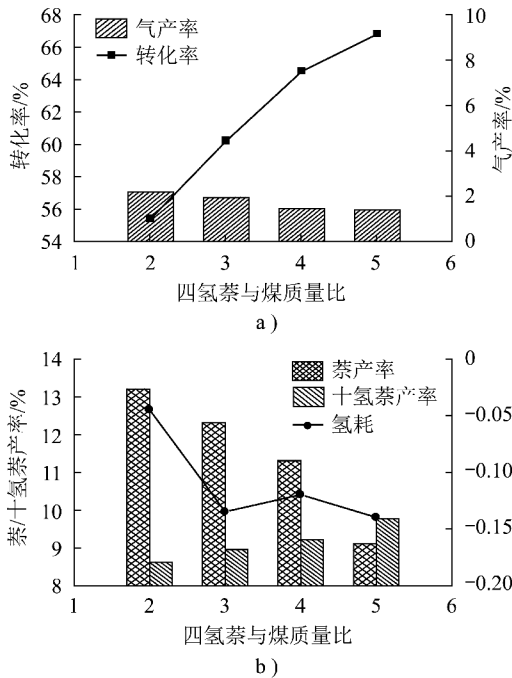 68
66
64
62
60
58
56
54
转化率/%
气产率
转化率
10
8
6
4
2
0
气产率/%
1 2 3 4 5 6
四氢萘与煤质量比
a)
14
13
12
11
10
9
8
萘/十氢萘产率/%
萘产率
十氢萘产率
氢耗
0
-0.05
-0.10
-0.15
-0.20
1 2 3 4 5 6
四氢萘与煤质量比
b)